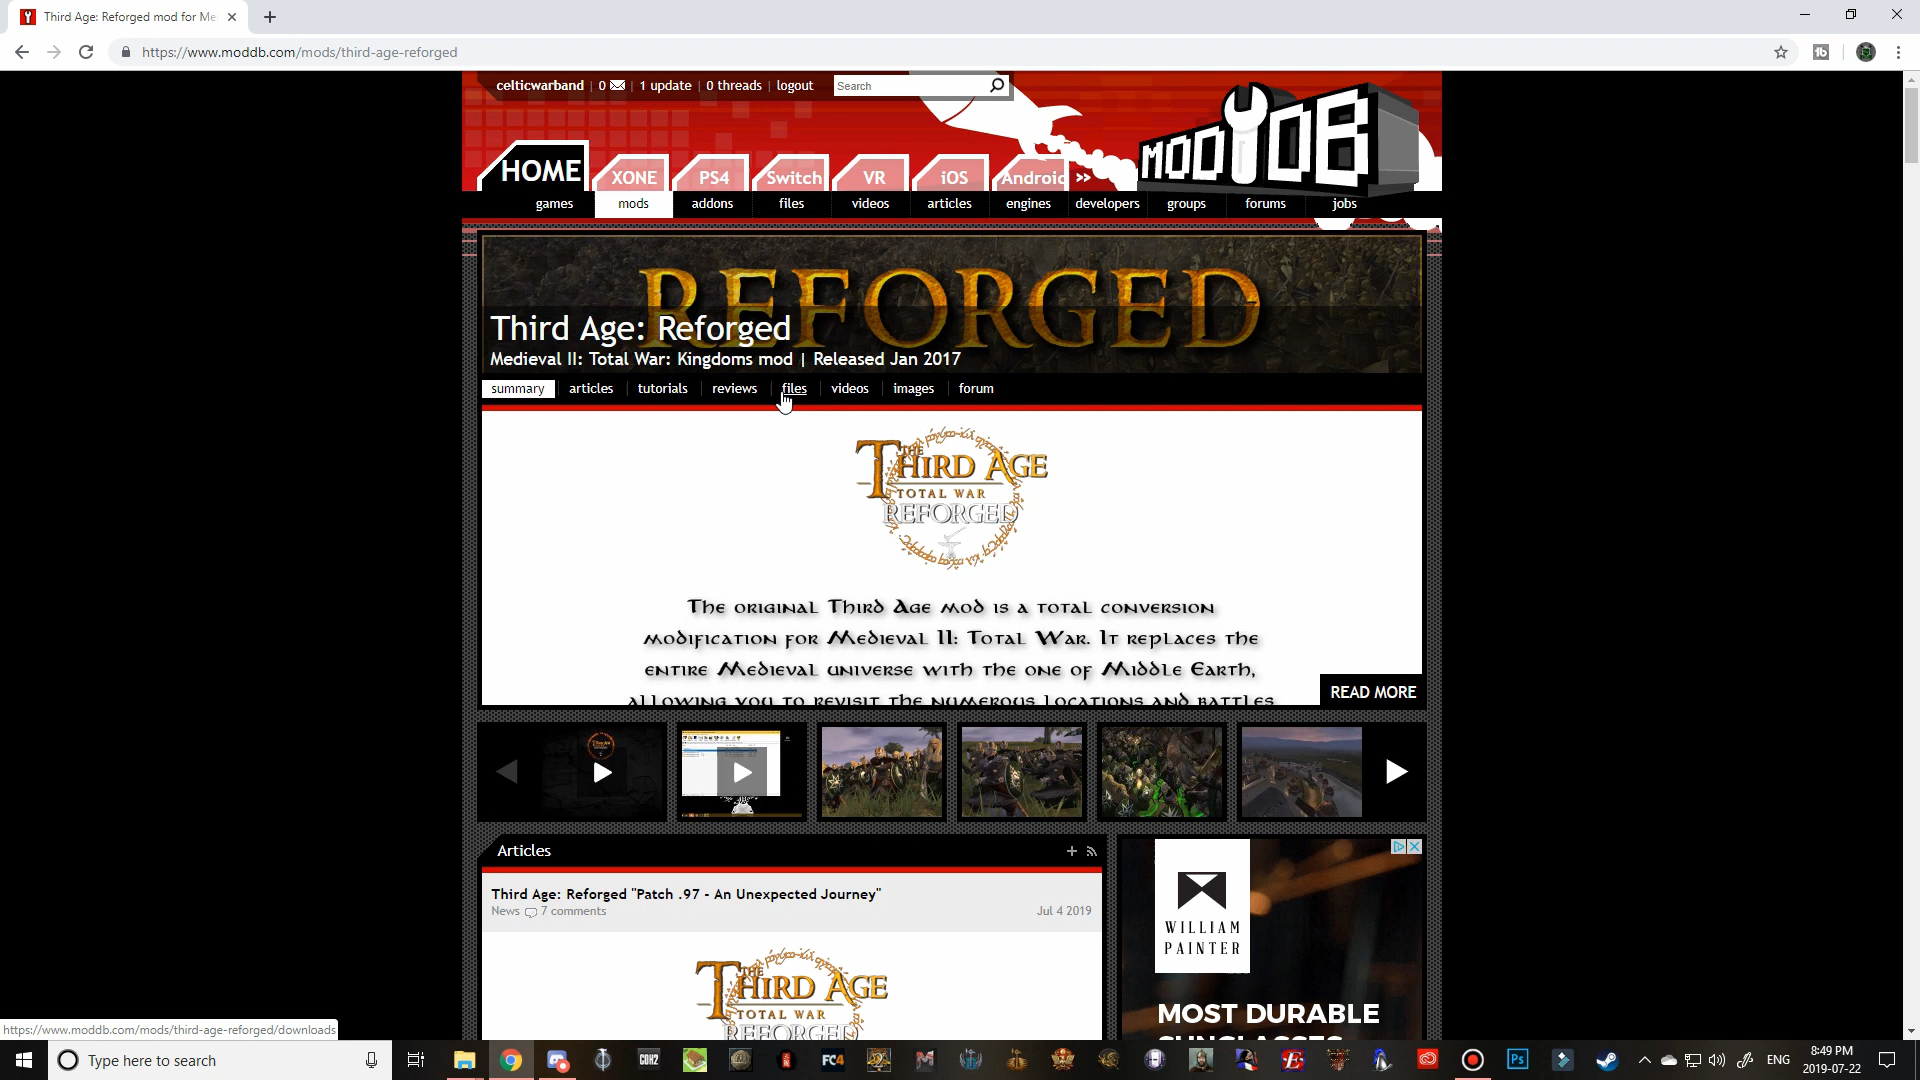 Third Age: Reforged mod for Me
https://www.moddb.com/mods/third-age-reforged
celticwarband 0 1 update 0 threads logout Search
MODDB
HOME XONE PS4 Switch VR iOS Android >>
games mods addons files videos articles engines developers groups forums jobs
REFORGED
Third Age: Reforged
Medieval II: Total War: Kingdoms mod | Released Jan 2017
summary articles tutorials reviews files videos images forum
THE
THIRD AGE
TOTAL WAR
REFORGED
The original Third Age mod is a total conversion
modification for Medieval II: Total War. It replaces the
entire Medieval universe with the one of Middle Earth,
allowing you to revisit the numerous locations and battles
READ MORE
Articles
Third Age: Reforged "Patch .97 - An Unexpected Journey"
News 7 comments Jul 4 2019
THE
THIRD AGE
TOTAL WAR
REFORGED
WILLIAM
PAINTER
MOST DURABLE
SUNGLASSES
https://www.moddb.com/mods/third-age-reforged/downloads
Type here to search
COH2
FC4
Ps
ENG
8:49 PM
2019-07-22